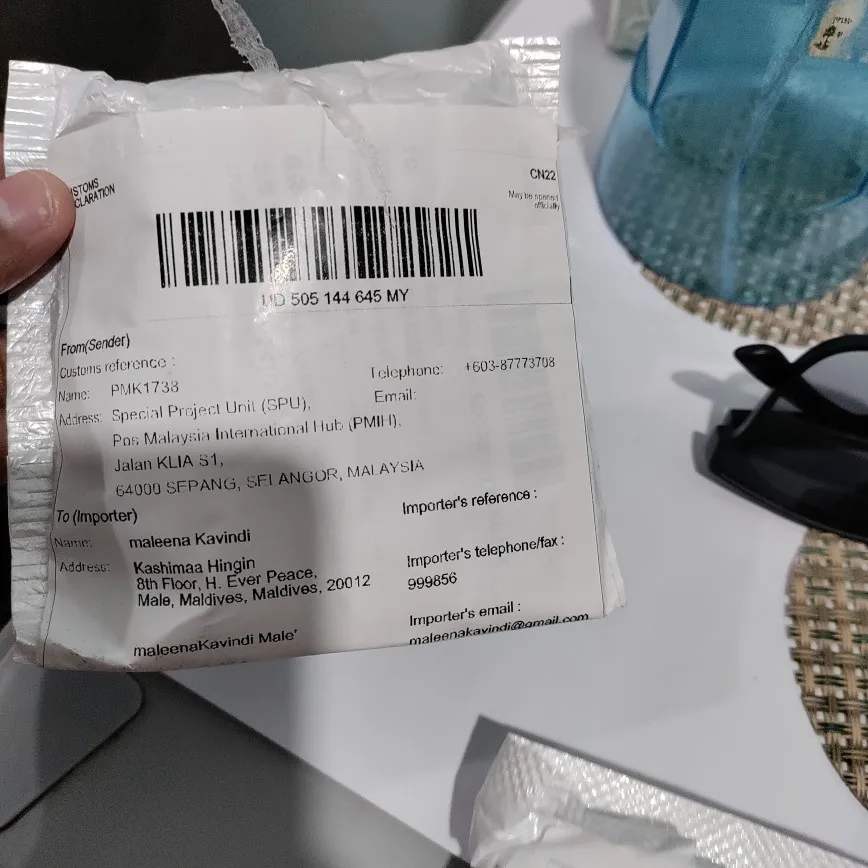 CUSTOMS
DECLARATION
CN22
May be opened
officially
UD 505 144 645 MY
From(Sender)
Customs reference :
Name: PMK1738
Telephone: +603-87773708
Address: Special Project Unit (SPU),
Email:
Pos Malaysia International Hub (PMIH),
Jalan KLIA S1,
64000 SEPANG, SELANGOR, MALAYSIA
To (Importer)
Importer's reference :
Name: maleena Kavindi
Address: Kashimaa Hingin
8th Floor, H. Ever Peace,
Male, Maldives, Maldives, 20012
Importer's telephone/fax :
999856
maleenaKavindi Male'
Importer's email :
maleenakavindi@gmail.com